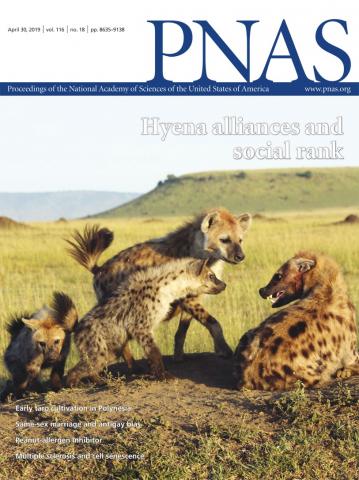 April 30, 2019 | vol. 116 | no. 18 | pp. 8635–9138
PNAS
Proceedings of the National Academy of Sciences of the United States of America
www.pnas.org
Hyena alliances and
social rank
Early taro cultivation in Polynesia
Same-sex marriage and antigay bias
Peanut-allergen inhibitor
Multiple sclerosis and cell senescence